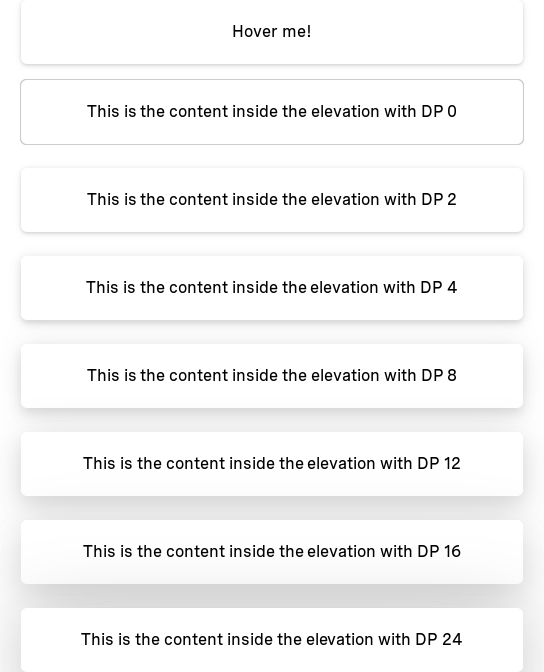 Hover me!
This is the content inside the elevation with DP 0
This is the content inside the elevation with DP 2
This is the content inside the elevation with DP 4
This is the content inside the elevation with DP 8
This is the content inside the elevation with DP 12
This is the content inside the elevation with DP 16
This is the content inside the elevation with DP 24